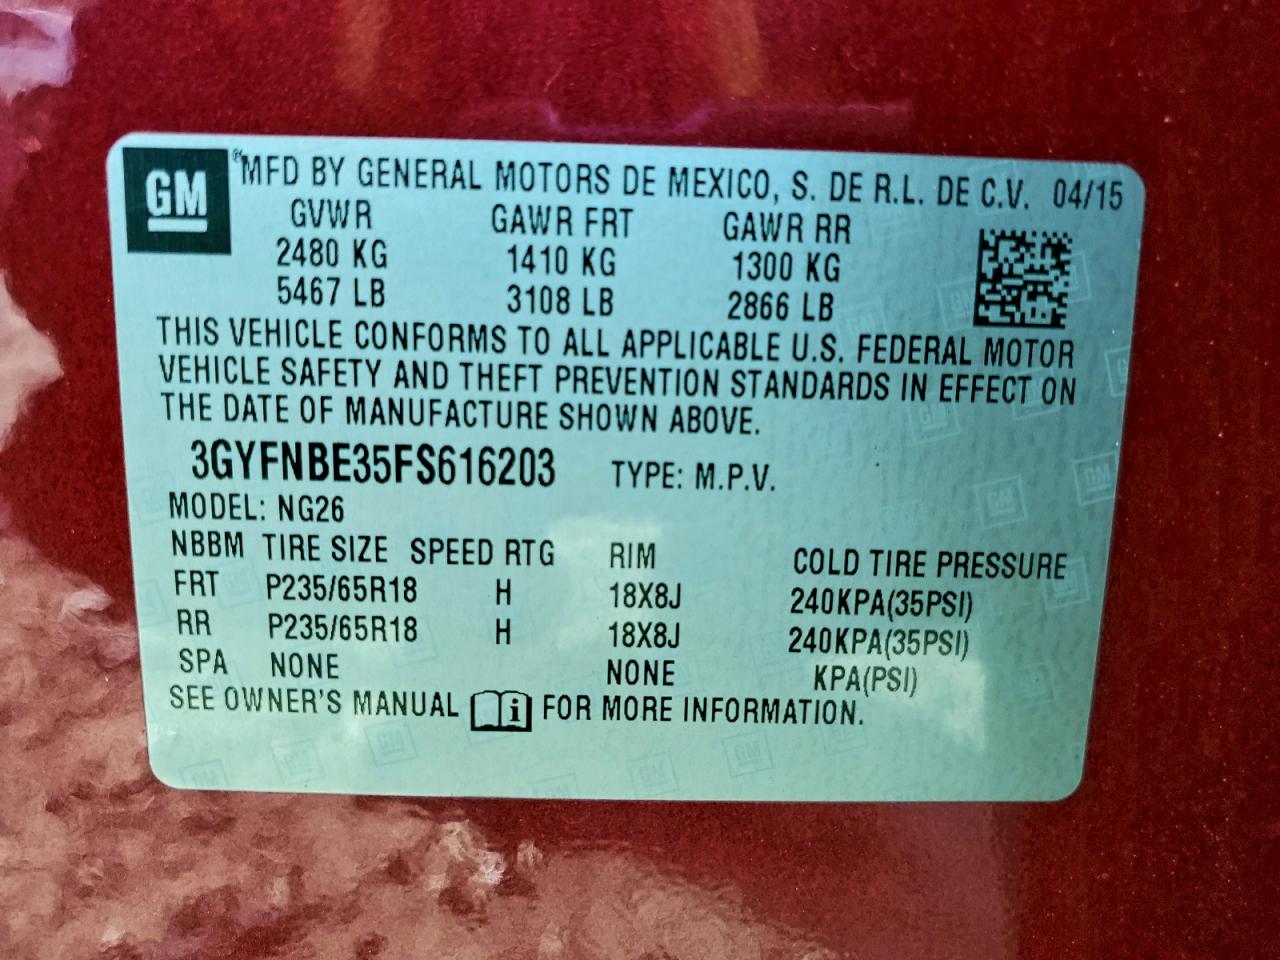 GM ® MFD BY GENERAL MOTORS DE MEXICO, S. DE R.L. DE C.V. 04/15
GVWR GAWR FRT GAWR RR
2480 KG 1410 KG 1300 KG
5467 LB 3108 LB 2866 LB
THIS VEHICLE CONFORMS TO ALL APPLICABLE U.S. FEDERAL MOTOR
VEHICLE SAFETY AND THEFT PREVENTION STANDARDS IN EFFECT ON
THE DATE OF MANUFACTURE SHOWN ABOVE.
3GYFNBE35FS616203 TYPE: M.P.V.
MODEL: NG26
NBBM TIRE SIZE SPEED RTG RIM COLD TIRE PRESSURE
FRT P235/65R18 H 18X8J 240KPA(35PSI)
RR P235/65R18 H 18X8J 240KPA(35PSI)
SPA NONE NONE KPA(PSI)
SEE OWNER'S MANUAL i FOR MORE INFORMATION.